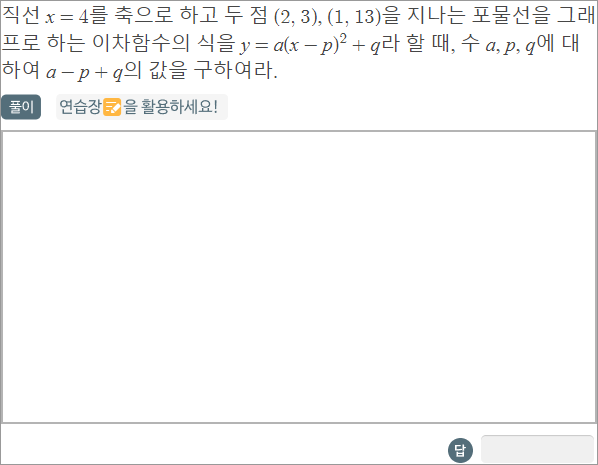 직선 x = 4를 축으로 하고 두 점 (2, 3), (1, 13)을 지나는 포물선을 그래
프로 하는 이차함수의 식을 y = a(x − p)² + q라 할 때, 수 a, p, q에 대
하여 a − p + q의 값을 구하여라.
풀이 연습장을 활용하세요!
답